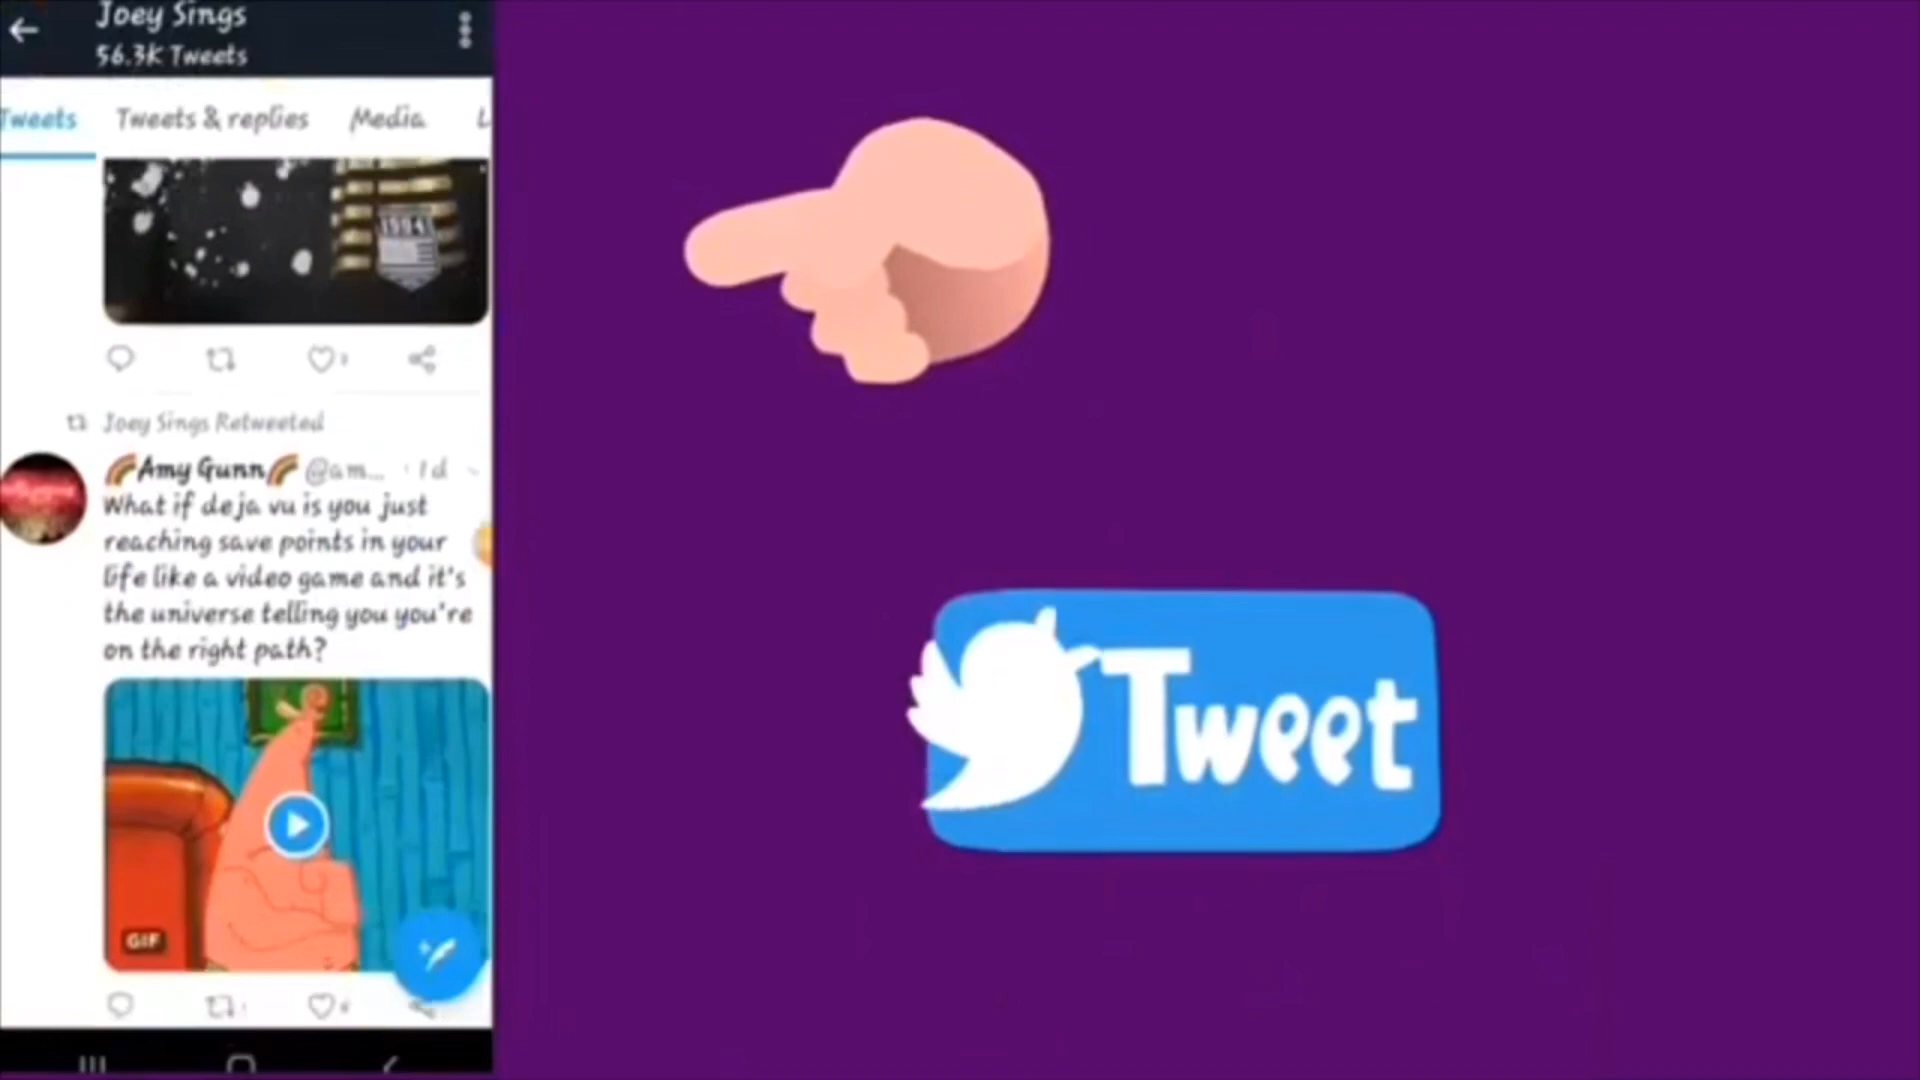 Joey Sings
56.3K Tweets
Tweets
Tweets & replies
Media
L
1994
Joey Sings Retweeted
🌈Amy Gunn🌈 @am... · 1d
What if deja vu is you just
reaching save points in your
life like a video game and it's
the universe telling you you're
on the right path?
GIF
Tweet